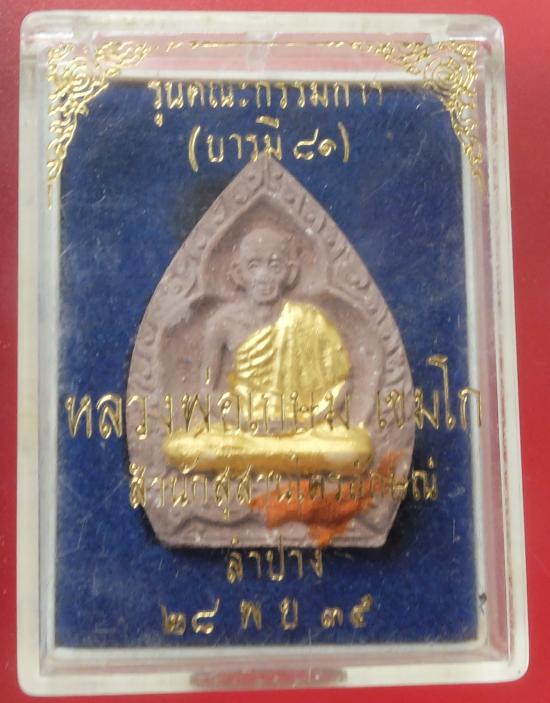 รุ่นคณะกรรมการ
(บารมี ๘๑)
หลวงพ่อเกษม เขมโก
สำนักสุสานไตรลักษณ์
ลำปาง
๒๘ พ ย ๓๕